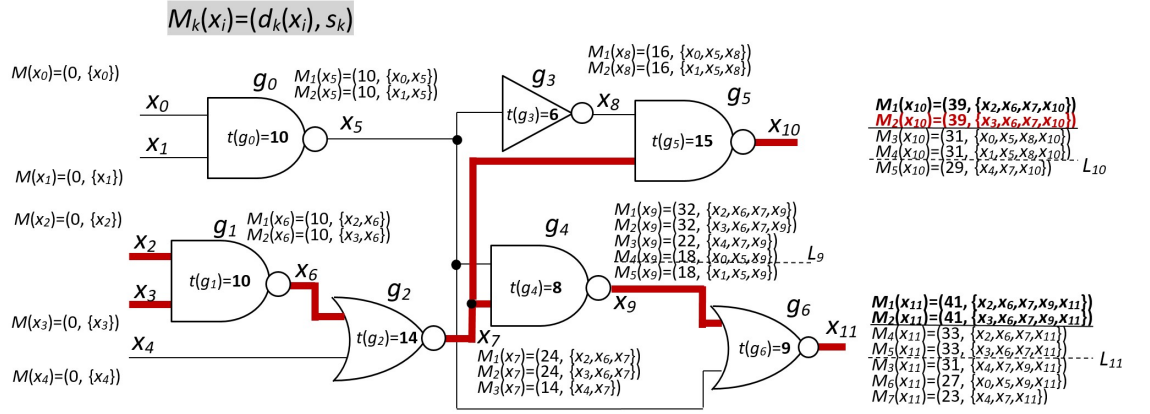 Mₖ(xᵢ)=(dₖ(xᵢ), sₖ)
M(x₀)=(0, {x₀})
x₀
x₁
M(x₁)=(0, {x₁})
g₀
t(g₀)=10
M₁(x₅)=(10, {x₀,x₅})
M₂(x₅)=(10, {x₁,x₅})
x₅
g₃
t(g₃)=6
M₁(x₈)=(16, {x₀,x₅,x₈})
M₂(x₈)=(16, {x₁,x₅,x₈})
x₈
g₅
t(g₅)=15
x₁₀
M₁(x₁₀)=(39, {x₂,x₆,x₇,x₁₀})
M₂(x₁₀)=(39, {x₃,x₆,x₇,x₁₀})
M₃(x₁₀)=(31, {x₀,x₅,x₈,x₁₀})
M₄(x₁₀)=(31, {x₁,x₅,x₈,x₁₀})
M₅(x₁₀)=(29, {x₄,x₇,x₁₀})
L₁₀
M(x₂)=(0, {x₂})
x₂
x₃
M(x₃)=(0, {x₃})
x₄
M(x₄)=(0, {x₄})
g₁
t(g₁)=10
M₁(x₆)=(10, {x₂,x₆})
M₂(x₆)=(10, {x₃,x₆})
x₆
g₂
t(g₂)=14
x₇
M₁(x₇)=(24, {x₂,x₆,x₇})
M₂(x₇)=(24, {x₃,x₆,x₇})
M₃(x₇)=(14, {x₄,x₇})
g₄
t(g₄)=8
M₁(x₉)=(32, {x₂,x₆,x₇,x₉})
M₂(x₉)=(32, {x₃,x₆,x₇,x₉})
M₃(x₉)=(22, {x₄,x₇,x₉})
M₄(x₉)=(18, {x₀,x₅,x₉})
M₅(x₉)=(18, {x₁,x₅,x₉})
L₉
x₉
g₆
t(g₆)=9
x₁₁
M₁(x₁₁)=(41, {x₂,x₆,x₇,x₉,x₁₁})
M₂(x₁₁)=(41, {x₃,x₆,x₇,x₉,x₁₁})
M₄(x₁₁)=(33, {x₂,x₆,x₇,x₁₁})
M₅(x₁₁)=(33, {x₃,x₆,x₇,x₁₁})
M₃(x₁₁)=(31, {x₄,x₇,x₉,x₁₁})
M₆(x₁₁)=(27, {x₀,x₅,x₉,x₁₁})
M₇(x₁₁)=(23, {x₄,x₇,x₁₁})
L₁₁